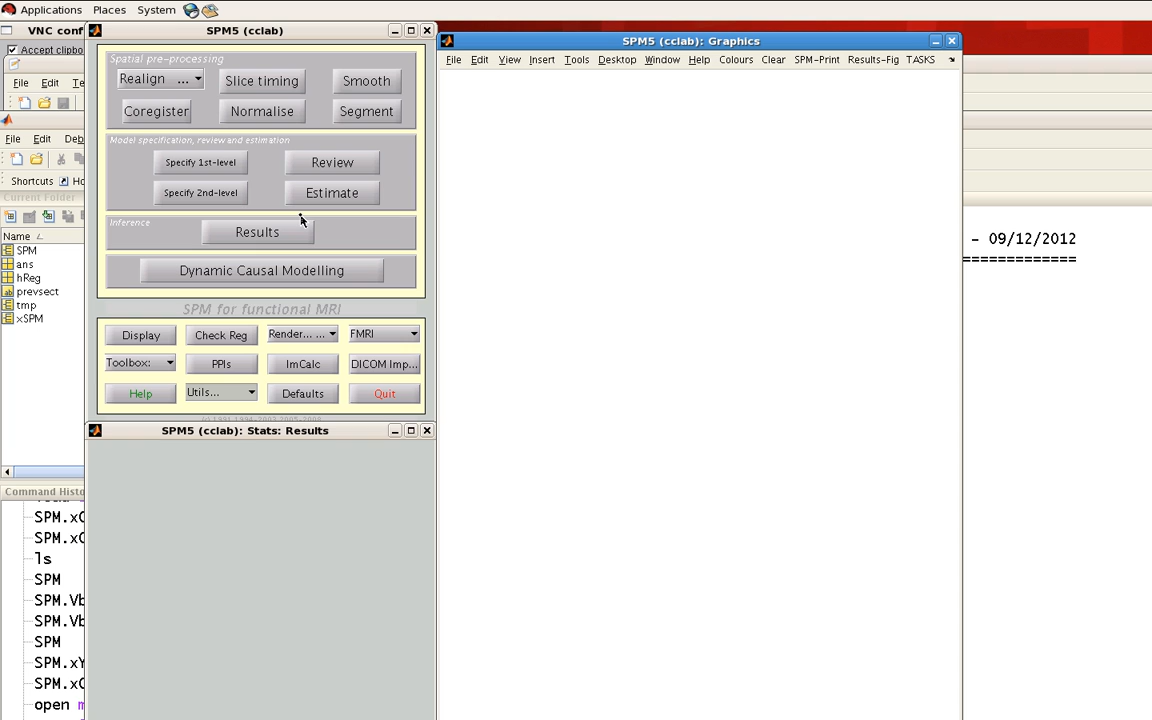 Applications Places System
VNC conf
SPM5 (cclab)
Accept clipbo
File Edit Te
File Edit Deb
Shortcuts Ho
Current Folder
Name
SPM
ans
hReg
prevsect
tmp
xSPM
Command Histo
SPM.xC
SPM.xC
ls
SPM
SPM.Vb
SPM.Vb
SPM
SPM.xY
SPM.xC
open m
Spatial pre-processing
Realign ... Slice timing Smooth
Coregister Normalise Segment
Model specification, review and estimation
Specify 1st-level Review
Specify 2nd-level Estimate
Inference
Results
Dynamic Causal Modelling
SPM for functional MRI
Display Check Reg Render... ... FMRI
Toolbox: PPIs ImCalc DICOM Imp...
Help Utils... Defaults Quit
SPM5 (cclab): Stats: Results
SPM5 (cclab): Graphics
File Edit View Insert Tools Desktop Window Help Colours Clear SPM-Print Results-Fig TASKS
- 09/12/2012
=============